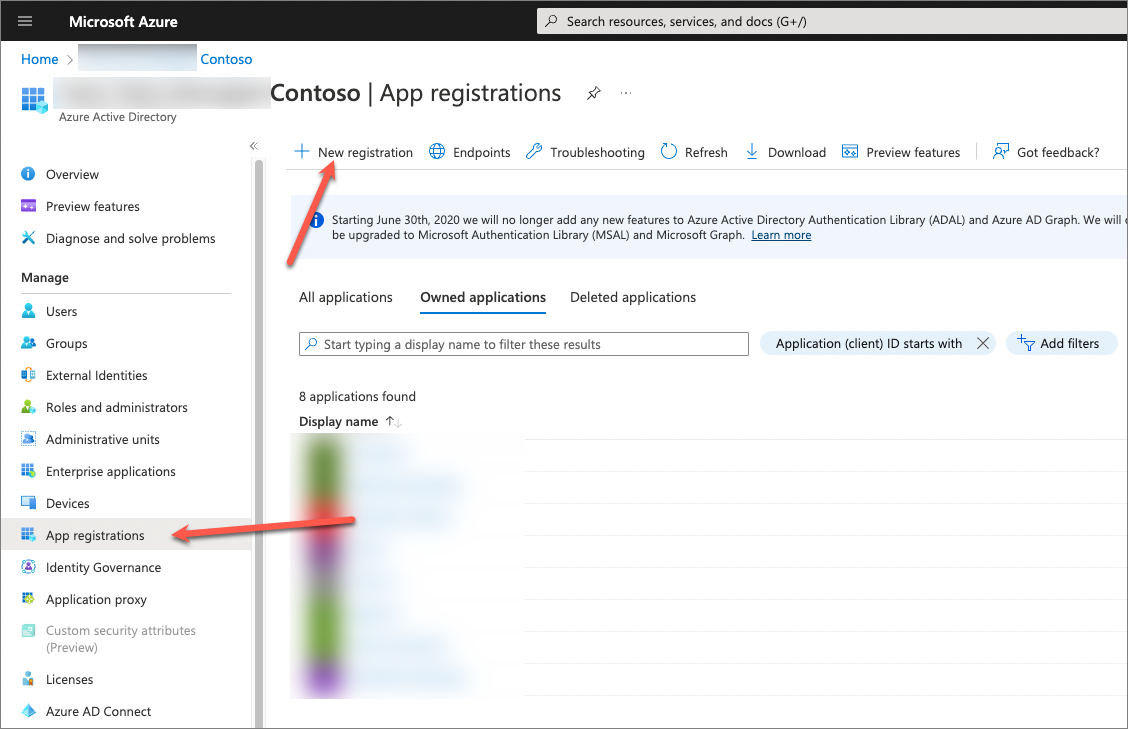 Microsoft Azure
Search resources, services, and docs (G+/)
Home > Contoso
Contoso | App registrations
Azure Active Directory
Overview
Preview features
Diagnose and solve problems
Manage
Users
Groups
External Identities
Roles and administrators
Administrative units
Enterprise applications
Devices
App registrations
Identity Governance
Application proxy
Custom security attributes
(Preview)
Licenses
Azure AD Connect
New registration Endpoints Troubleshooting Refresh Download Preview features Got feedback?
Starting June 30th, 2020 we will no longer add any new features to Azure Active Directory Authentication Library (ADAL) and Azure AD Graph. We will
be upgraded to Microsoft Authentication Library (MSAL) and Microsoft Graph. Learn more
All applications Owned applications Deleted applications
Start typing a display name to filter these results
Application (client) ID starts with
Add filters
8 applications found
Display name